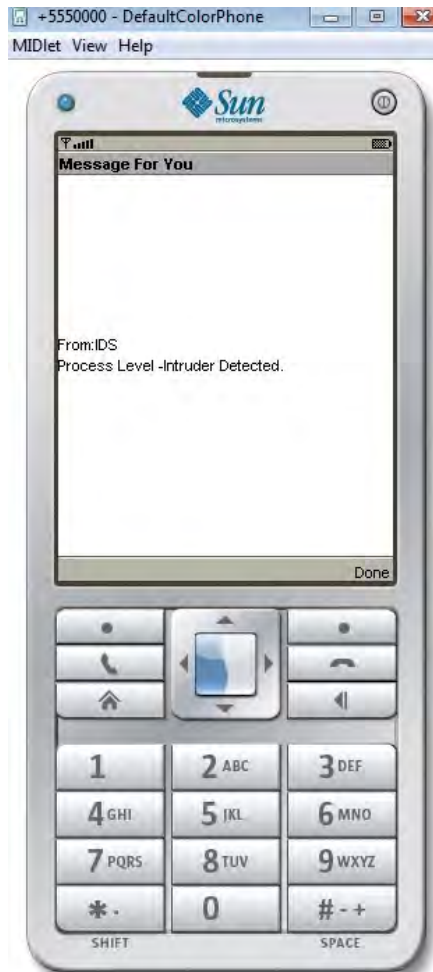 +5550000 - DefaultColorPhone
MIDlet View Help
Sun
microsystems
Message For You
From:IDS
Process Level -Intruder Detected.
Done
1 2 ABC 3 DEF
4 GHI 5 JKL 6 MNO
7 PQRS 8 TUV 9 WXYZ
* . 0 # - +
SHIFT SPACE